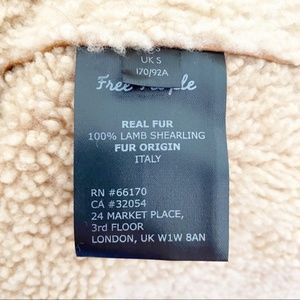 UK S
170/92A
Free People
REAL FUR
100% LAMB SHEARLING
FUR ORIGIN
ITALY
RN #66170
CA #32054
24 MARKET PLACE,
3rd FLOOR
LONDON, UK W1W 8AN